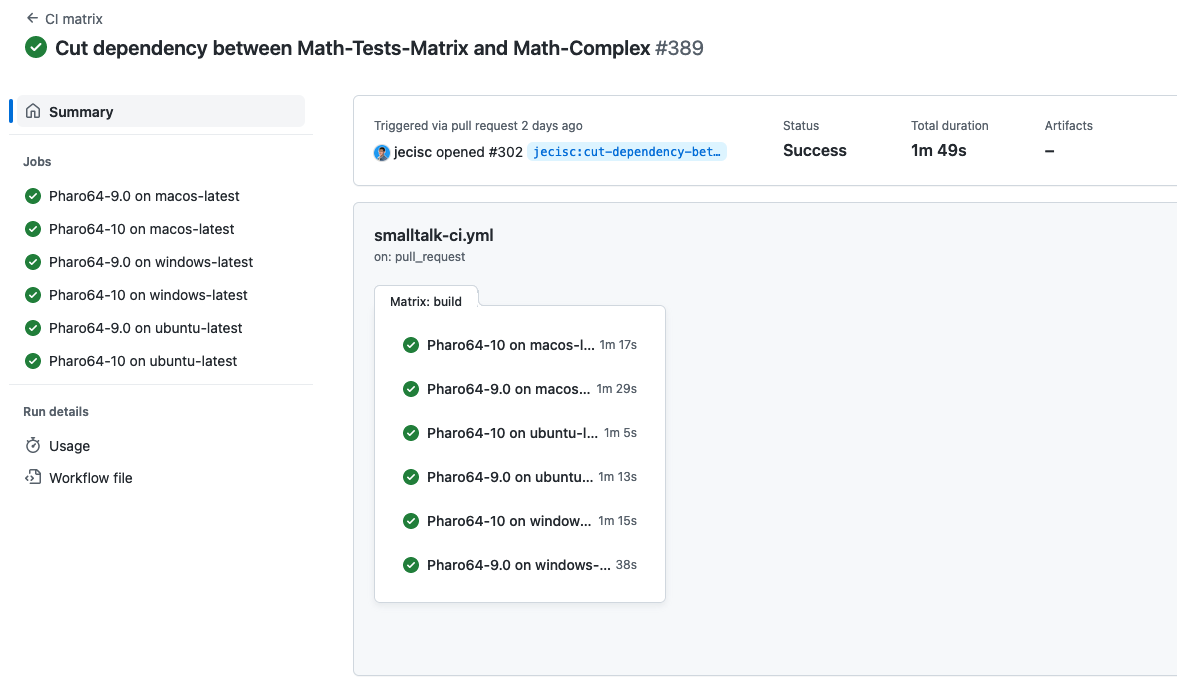 CI matrix
Cut dependency between Math-Tests-Matrix and Math-Complex #389
Summary
Jobs
Pharo64-9.0 on macos-latest
Pharo64-10 on macos-latest
Pharo64-9.0 on windows-latest
Pharo64-10 on windows-latest
Pharo64-9.0 on ubuntu-latest
Pharo64-10 on ubuntu-latest
Run details
Usage
Workflow file
Triggered via pull request 2 days ago
jecisc opened #302 jecisc:cut-dependency-bet…
Status
Success
Total duration
1m 49s
Artifacts
–
smalltalk-ci.yml
on: pull_request
Matrix: build
Pharo64-10 on macos-l... 1m 17s
Pharo64-9.0 on macos... 1m 29s
Pharo64-10 on ubuntu-l... 1m 5s
Pharo64-9.0 on ubuntu... 1m 13s
Pharo64-10 on window... 1m 15s
Pharo64-9.0 on windows-... 38s